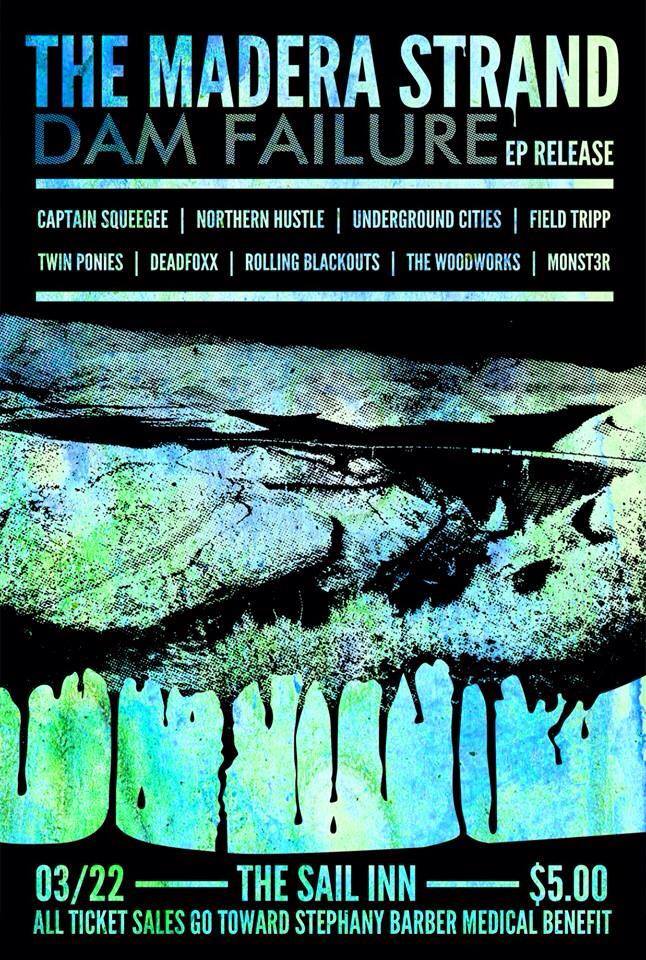 THE MADERA STRAND
DAM FAILURE EP RELEASE
CAPTAIN SQUEEGEE | NORTHERN HUSTLE | UNDERGROUND CITIES | FIELD TRIPP
TWIN PONIES | DEADFOXX | ROLLING BLACKOUTS | THE WOODWORKS | MONST3R
03/22 — THE SAIL INN — $5.00
ALL TICKET SALES GO TOWARD STEPHANY BARBER MEDICAL BENEFIT